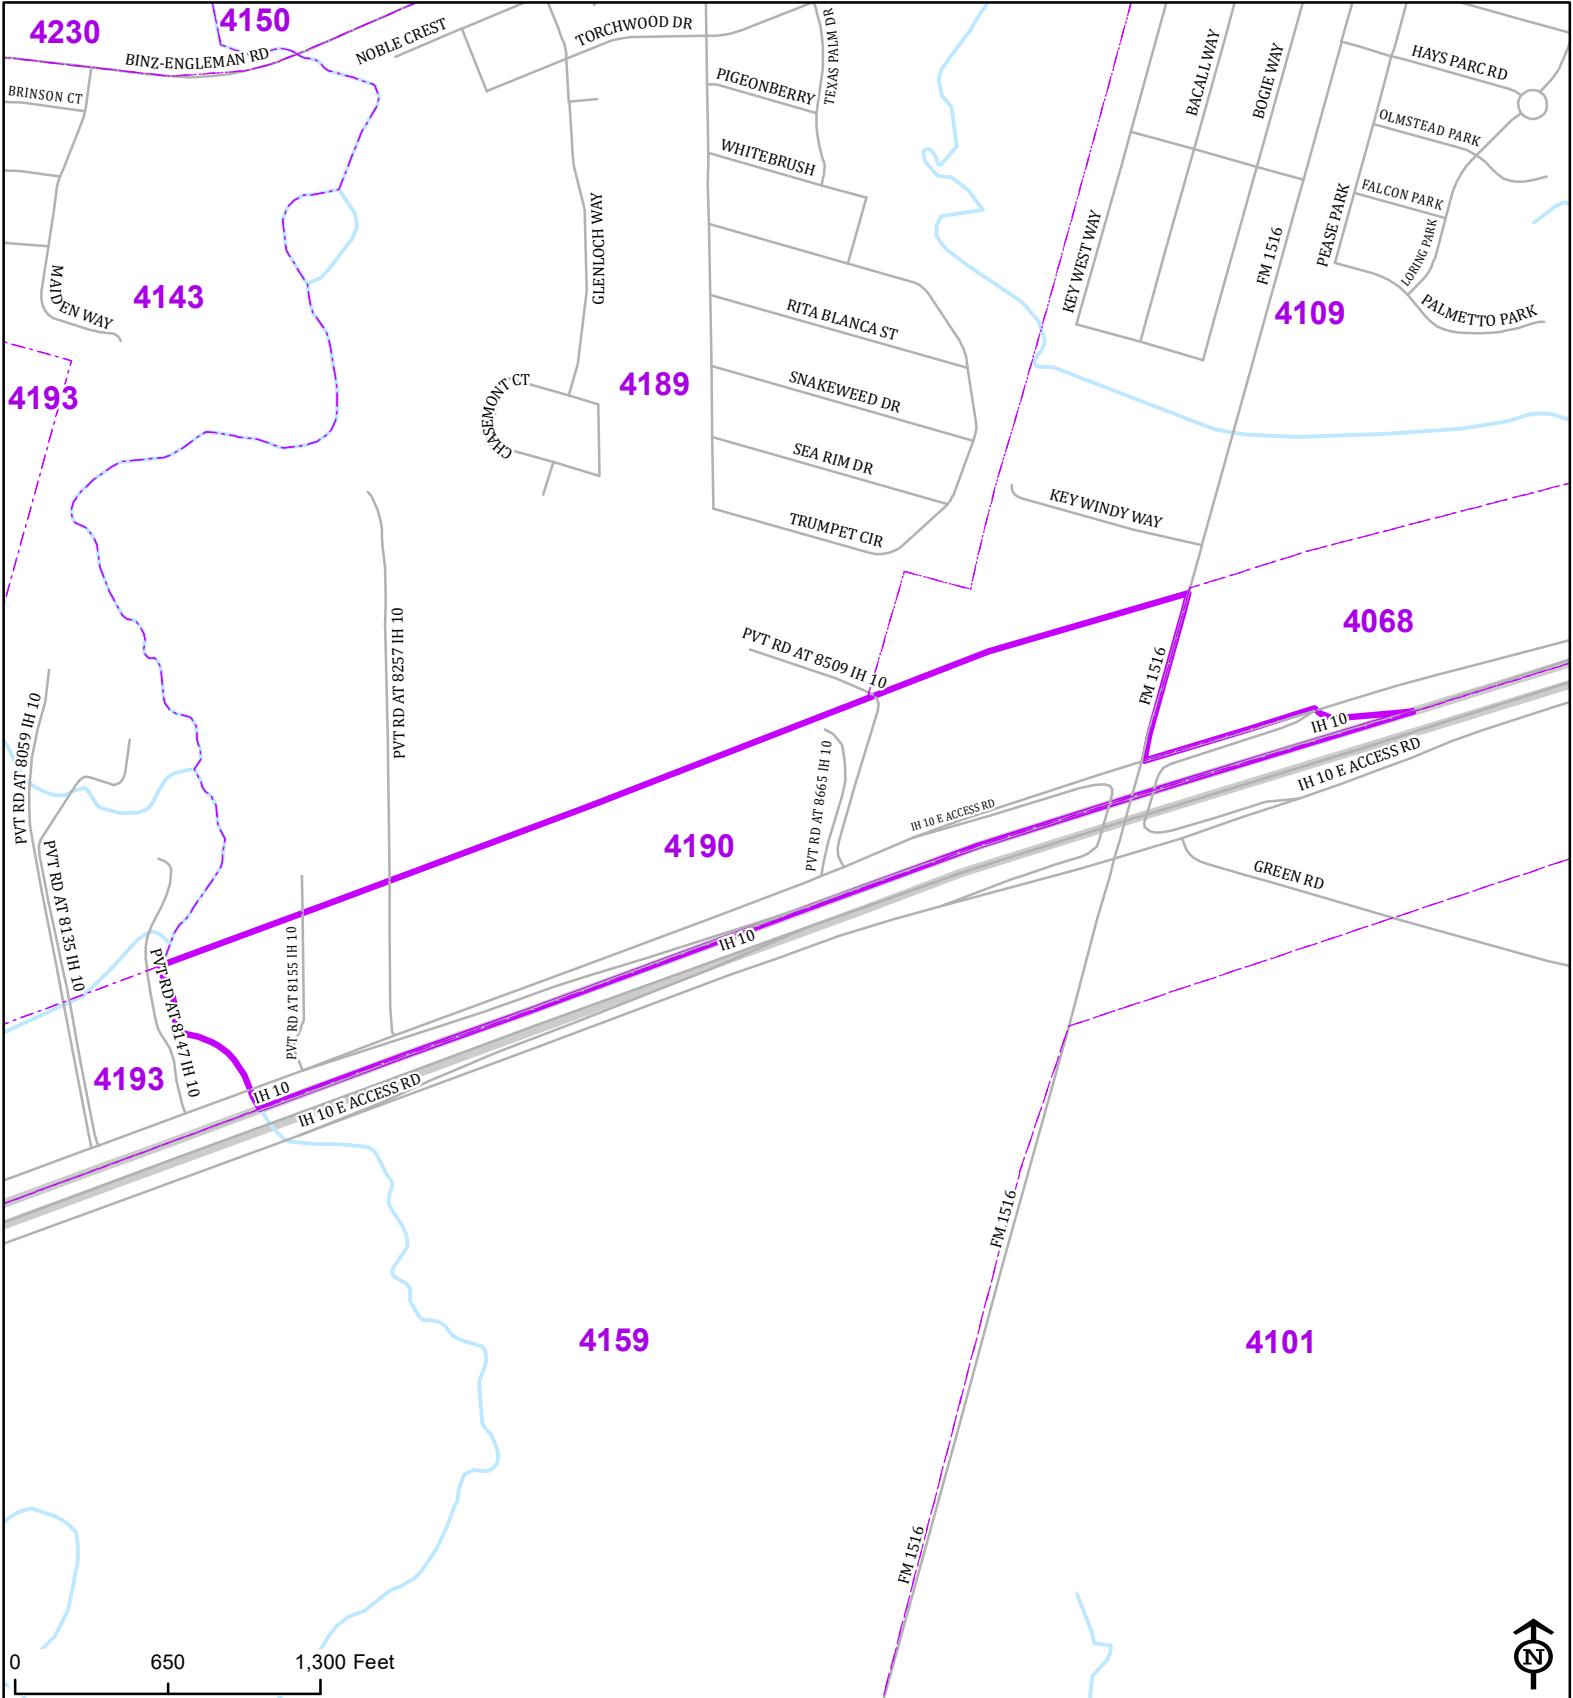 4230
4150
BINZ-ENGLEMAN RD
NOBLE CREST
TORCHWOOD DR
TEXAS PALM DR
BRINSON CT
PIGEONBERRY
WHITEBRUSH
BACALL WAY
BOGIE WAY
HAYS PARC RD
OLMSTEAD PARK
FALCON PARK
PEASE PARK
LORING PARK
PALMETTO PARK
KEY WEST WAY
FM 1516
4109
GLENLOCH WAY
MAIDEN WAY
4143
4193
CHASEMONT CT
4189
RITA BLANCA ST
SNAKEWEED DR
SEA RIM DR
TRUMPET CIR
KEY WINDY WAY
PVT RD AT 8257 IH 10
PVT RD AT 8509 IH 10
4068
FM 1516
PVT RD AT 8059 IH 10
IH 10
IH 10 E ACCESS RD
PVT RD AT 8665 IH 10
IH 10 E ACCESS RD
4190
GREEN RD
PVT RD AT 8135 IH 10
PVT RD AT 8147 IH 10
PVT RD AT 8155 IH 10
IH 10
4193
IH 10
IH 10 E ACCESS RD
FM 1516
4159
4101
FM 1516
0 650 1,300 Feet
N